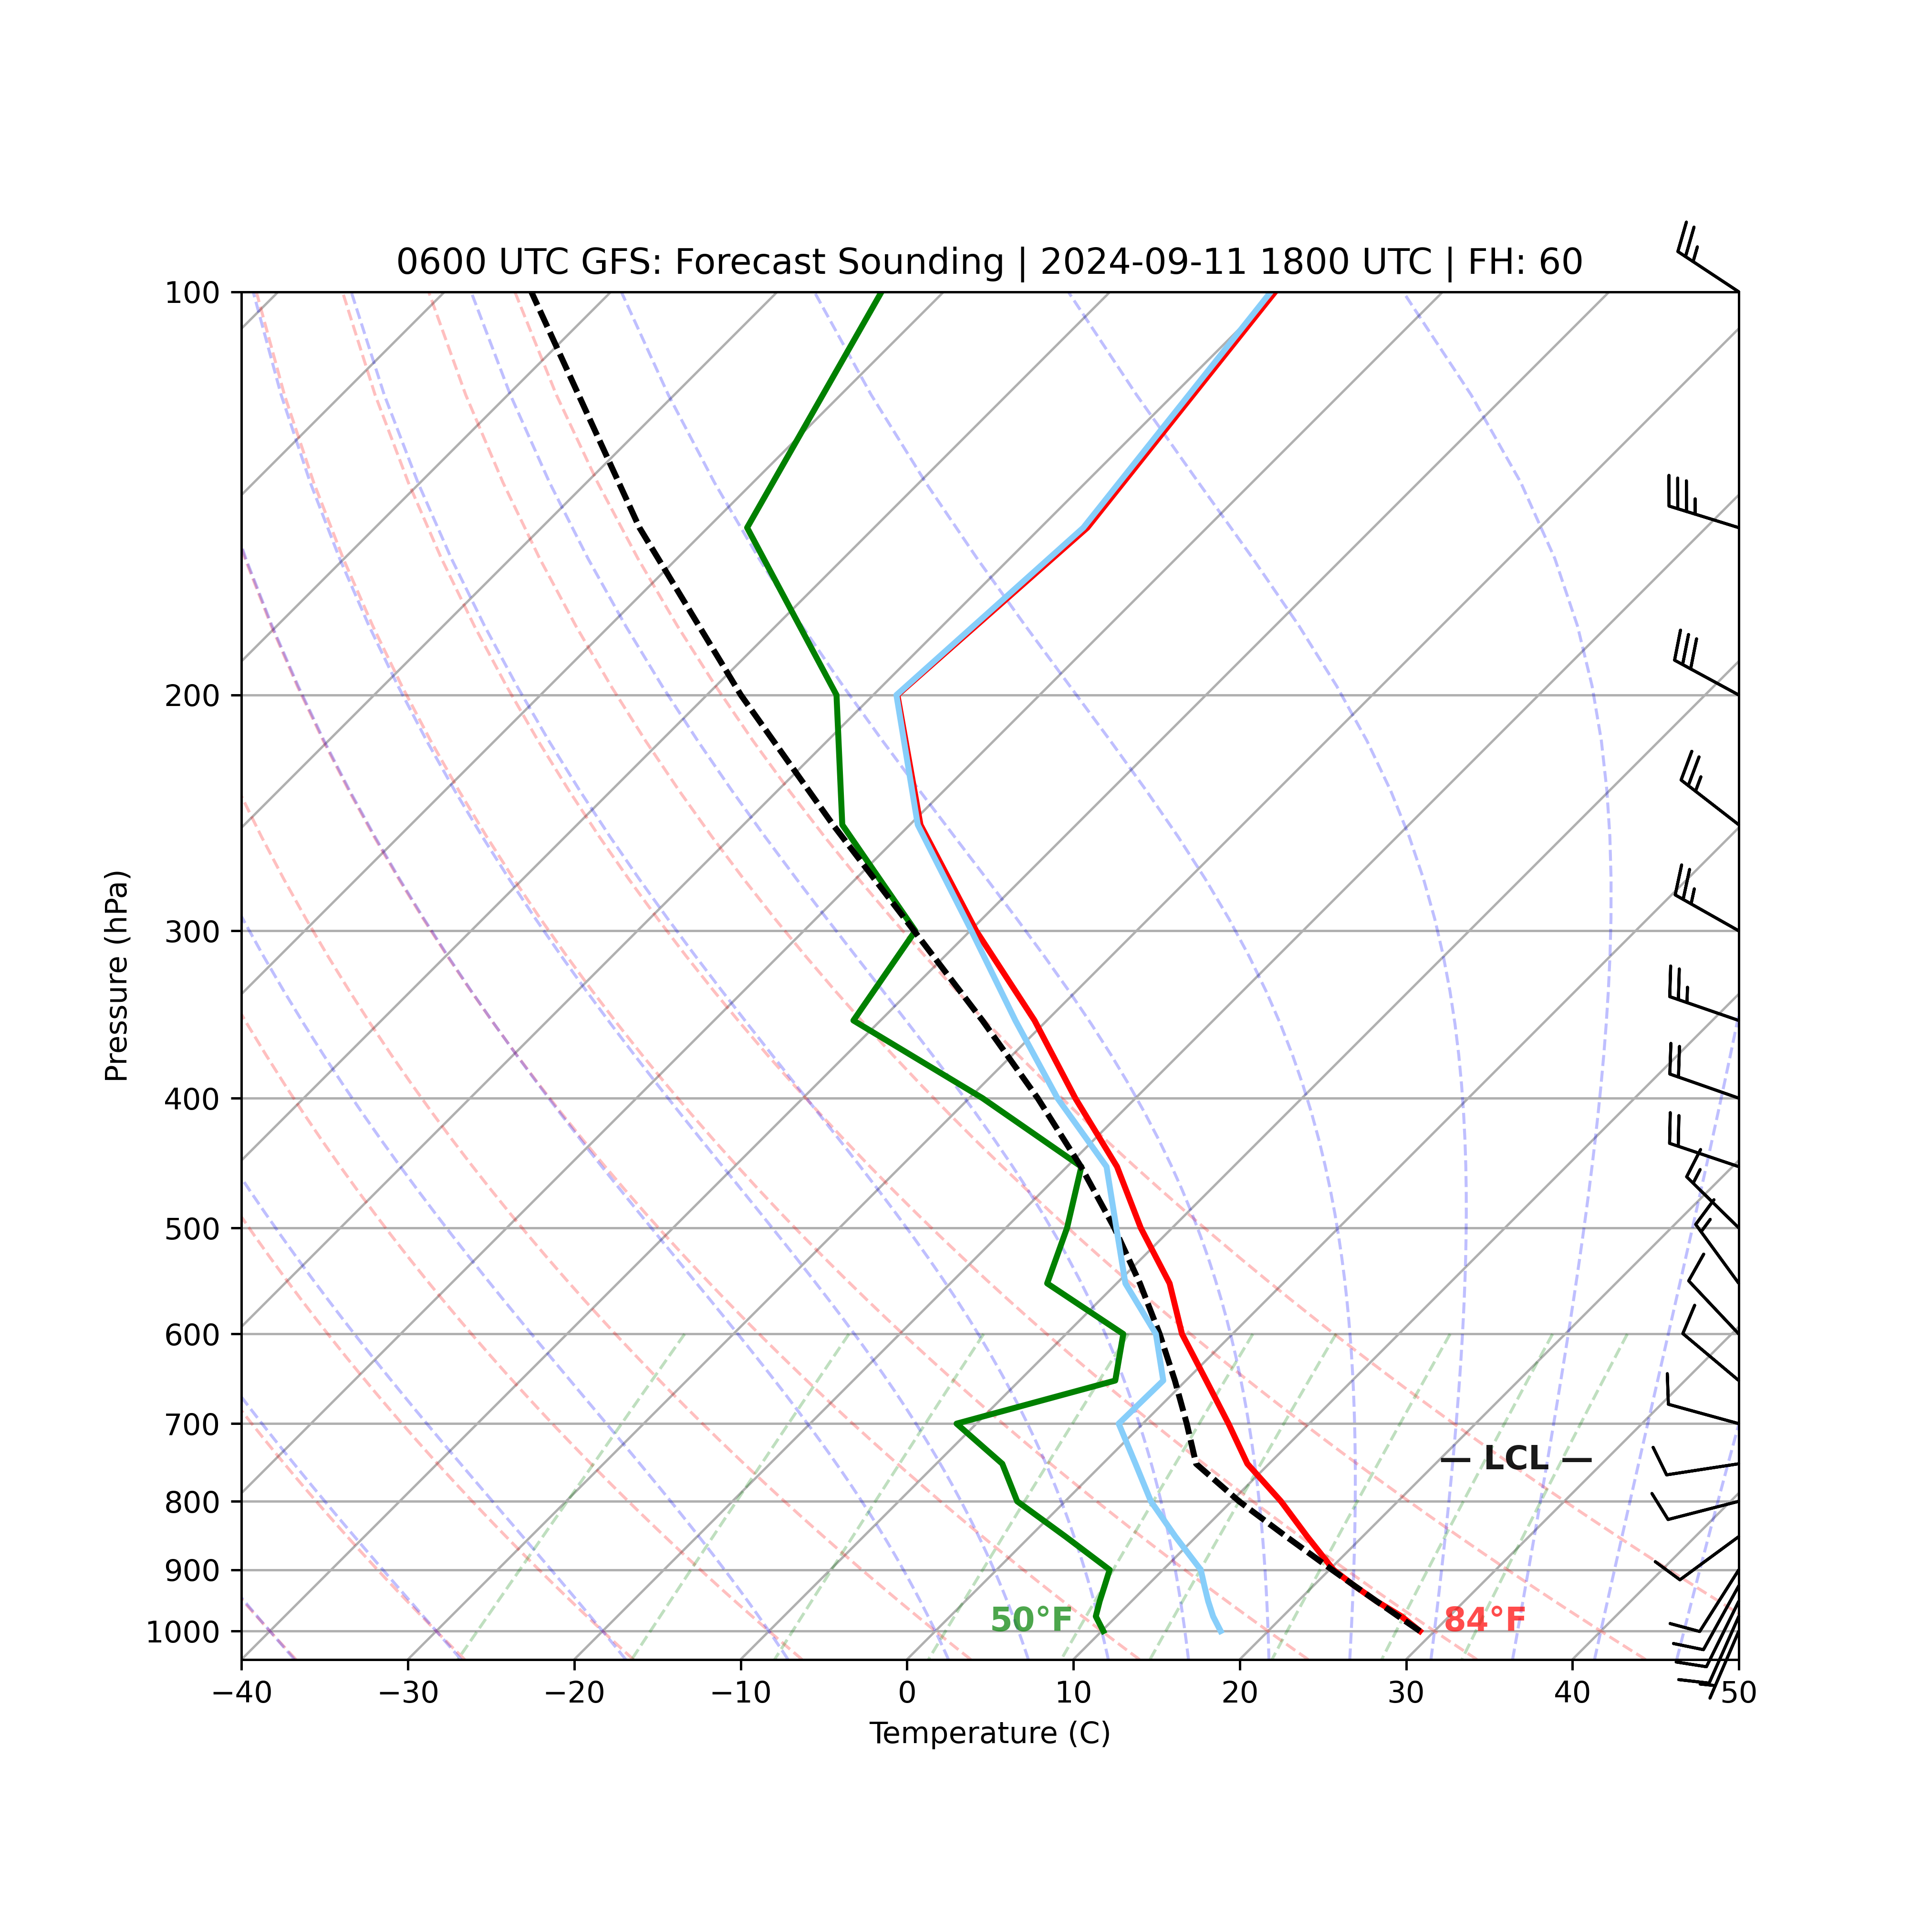 0600 UTC GFS: Forecast Sounding | 2024-09-11 1800 UTC | FH: 60
100
200
300
400
500
600
700
800
900
1000
Pressure (hPa)
— LCL —
50°F
84°F
−40 −30 −20 −10 0 10 20 30 40 50
Temperature (C)